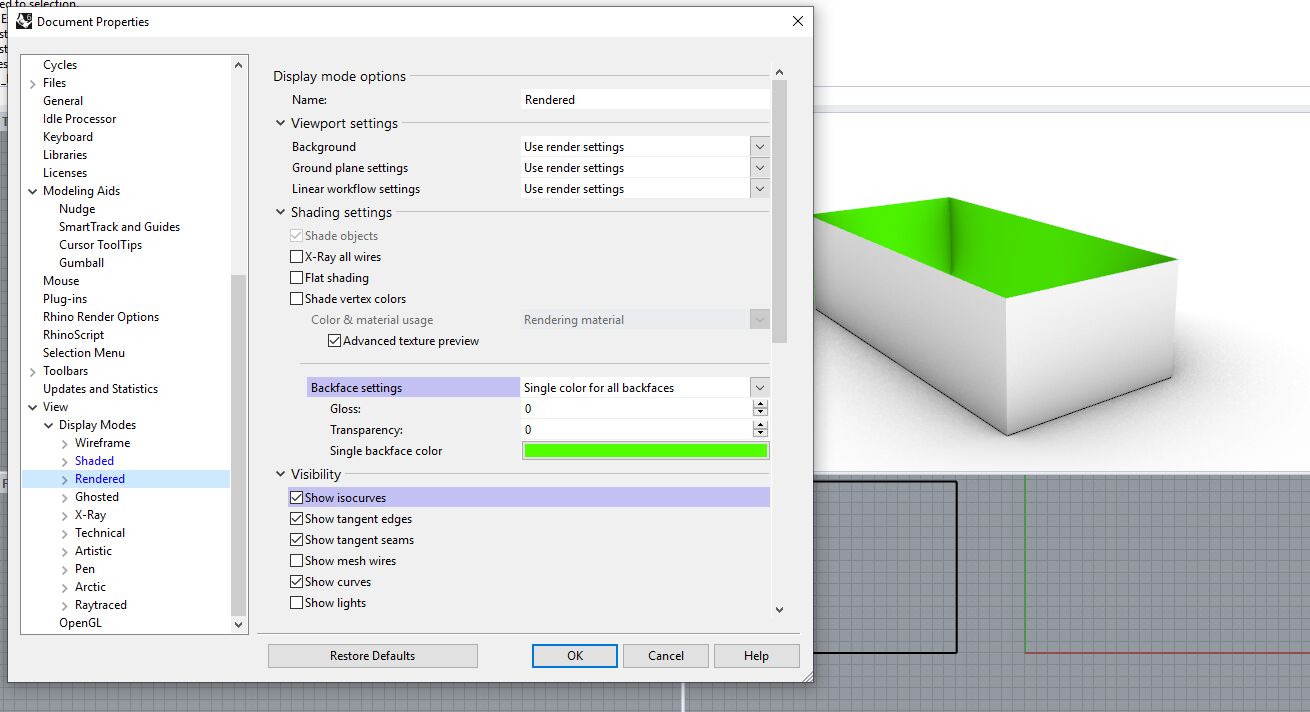 ed to selection.
Document Properties
Cycles
Files
General
Idle Processor
Keyboard
Libraries
Licenses
Modeling Aids
Nudge
SmartTrack and Guides
Cursor ToolTips
Gumball
Mouse
Plug-ins
Rhino Render Options
RhinoScript
Selection Menu
Toolbars
Updates and Statistics
View
Display Modes
Wireframe
Shaded
Rendered
Ghosted
X-Ray
Technical
Artistic
Pen
Arctic
Raytraced
OpenGL
Display mode options
Name: Rendered
Viewport settings
Background Use render settings
Ground plane settings Use render settings
Linear workflow settings Use render settings
Shading settings
Shade objects
X-Ray all wires
Flat shading
Shade vertex colors
Color & material usage Rendering material
Advanced texture preview
Backface settings Single color for all backfaces
Gloss: 0
Transparency: 0
Single backface color
Visibility
Show isocurves
Show tangent edges
Show tangent seams
Show mesh wires
Show curves
Show lights
Restore Defaults OK Cancel Help